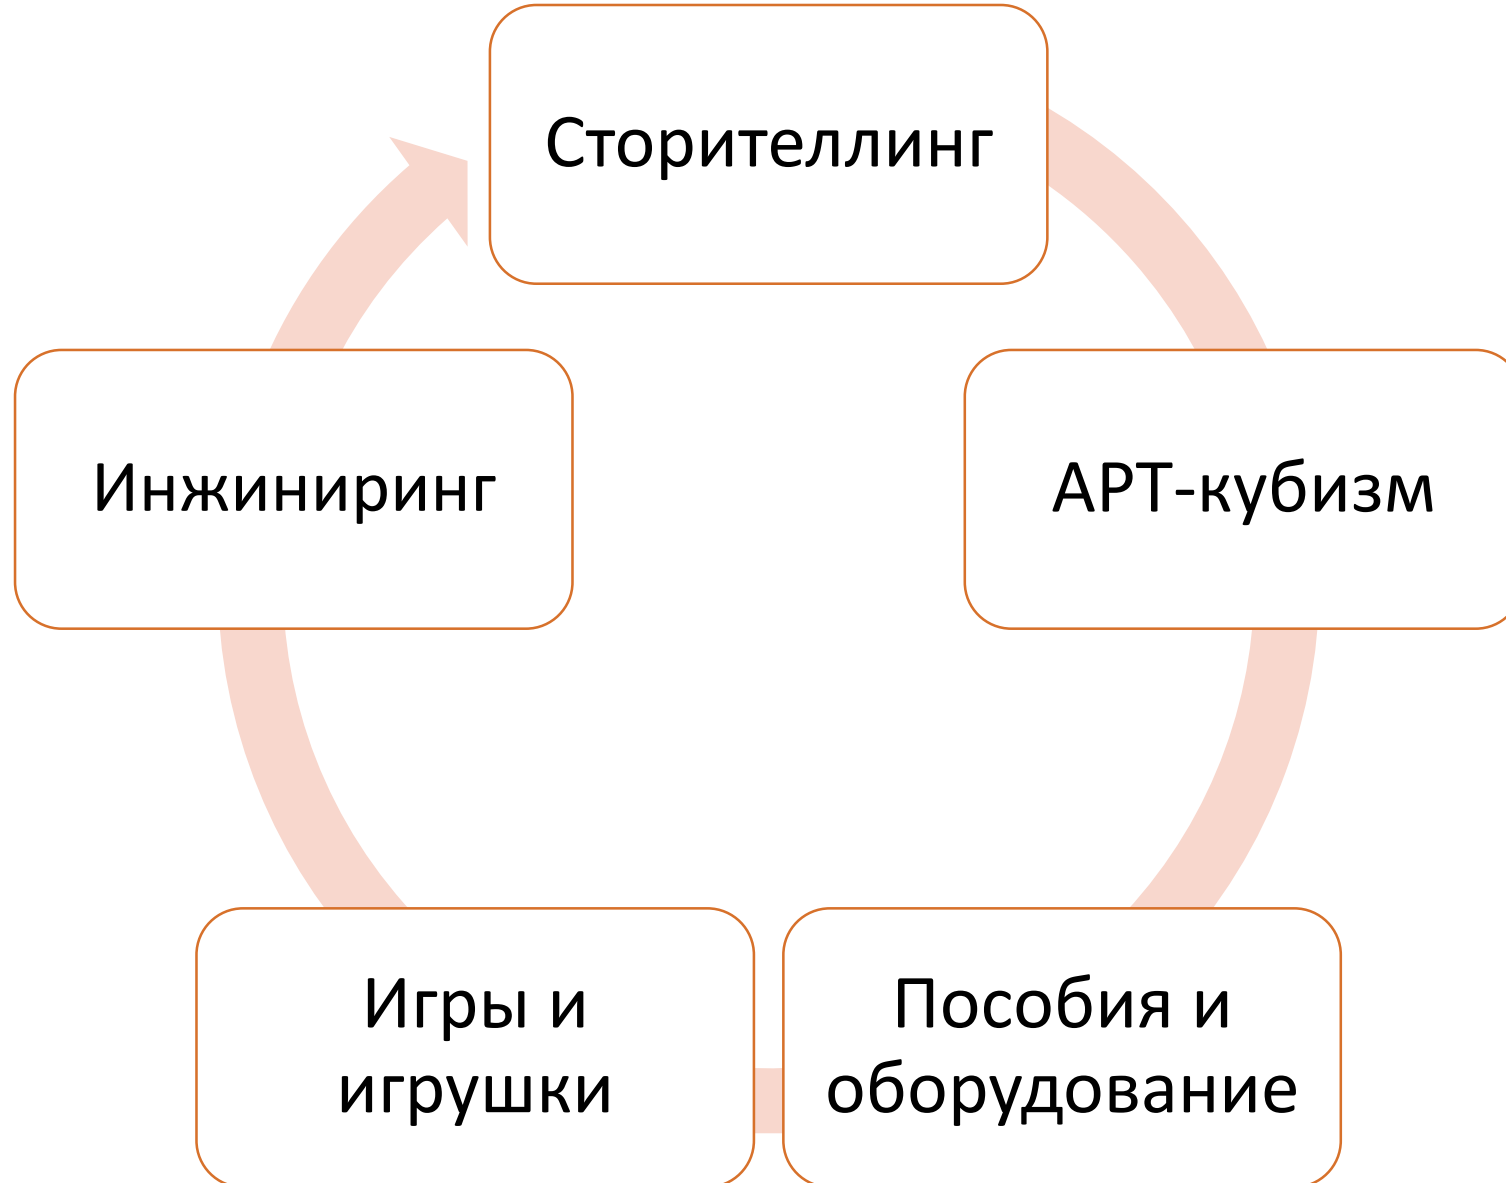 Сторителлинг
АРТ-кубизм
Пособия и
оборудование
Игры и
игрушки
Инжиниринг